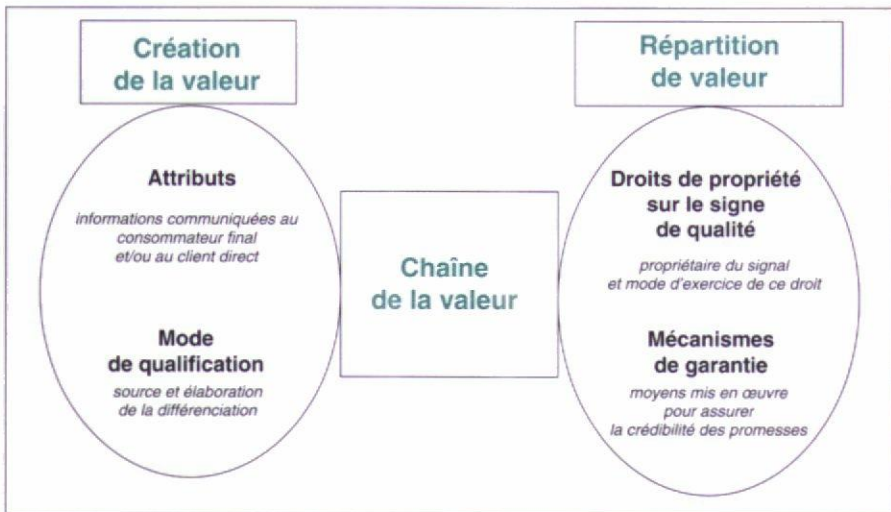 Création
de la valeur
Attributs
informations communiquées au
consommateur final
et/ou au client direct
Mode
de qualification
source et élaboration
de la différenciation
Chaîne
de la valeur
Répartition
de valeur
Droits de propriété
sur le signe
de qualité
propriétaire du signal
et mode d'exercice de ce droit
Mécanismes
de garantie
moyens mis en œuvre
pour assurer
la crédibilité des promesses